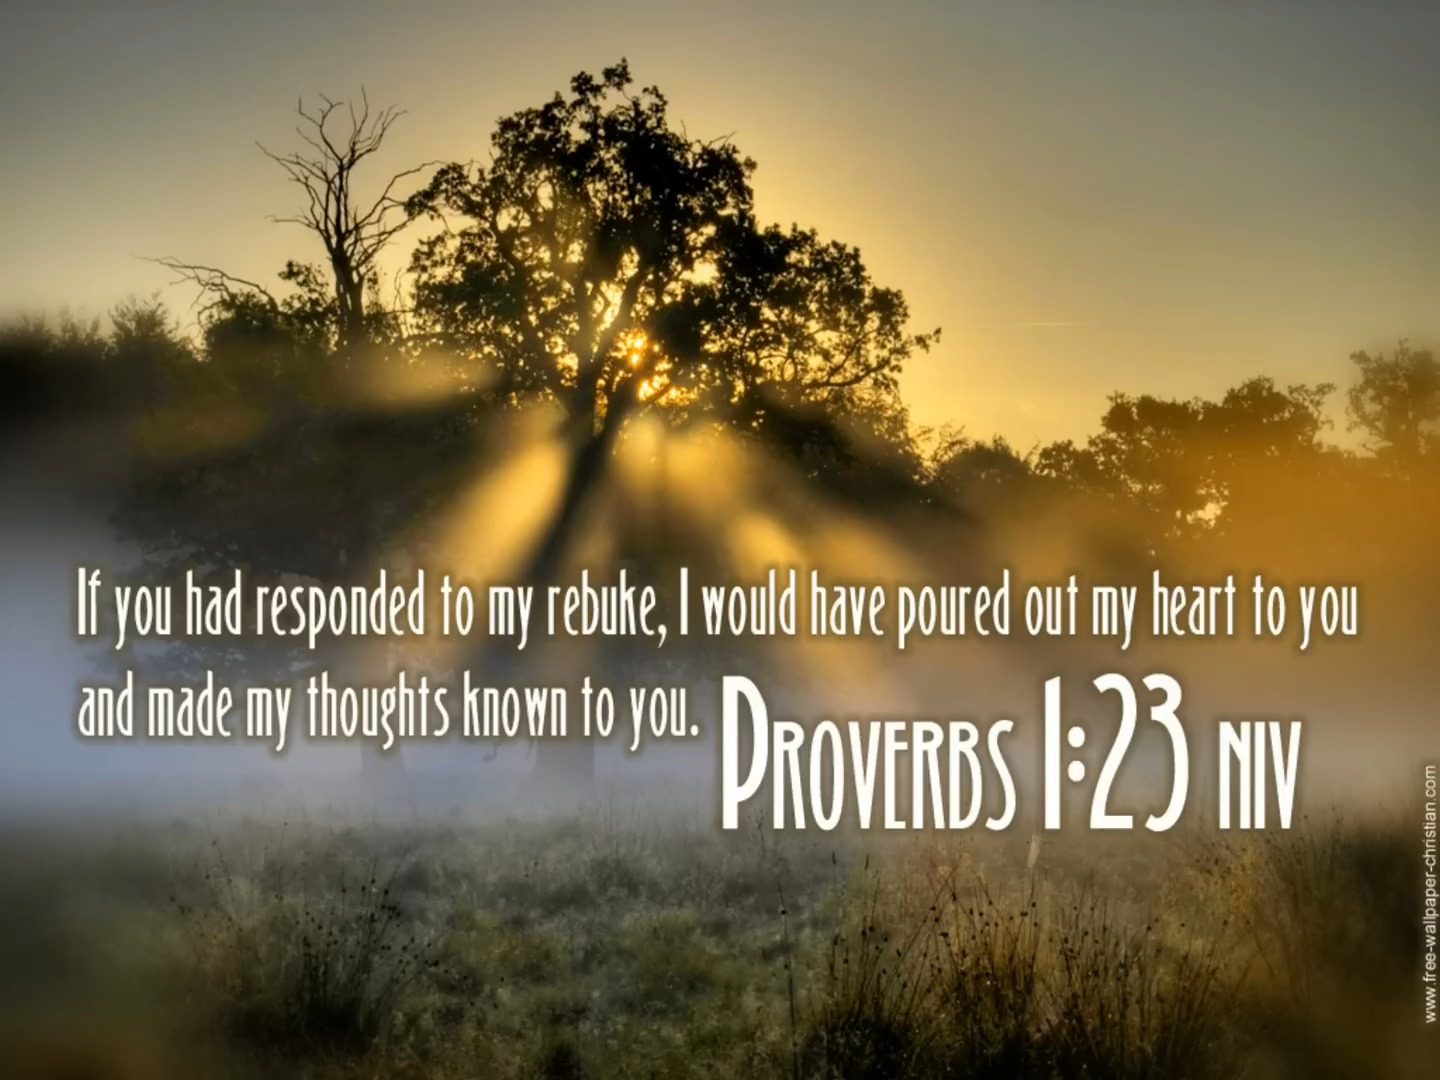 If you had responded to my rebuke, I would have poured out my heart to you
and made my thoughts known to you.
PROVERBS 1:23 NIV
www.free-wallpaper-christian.com